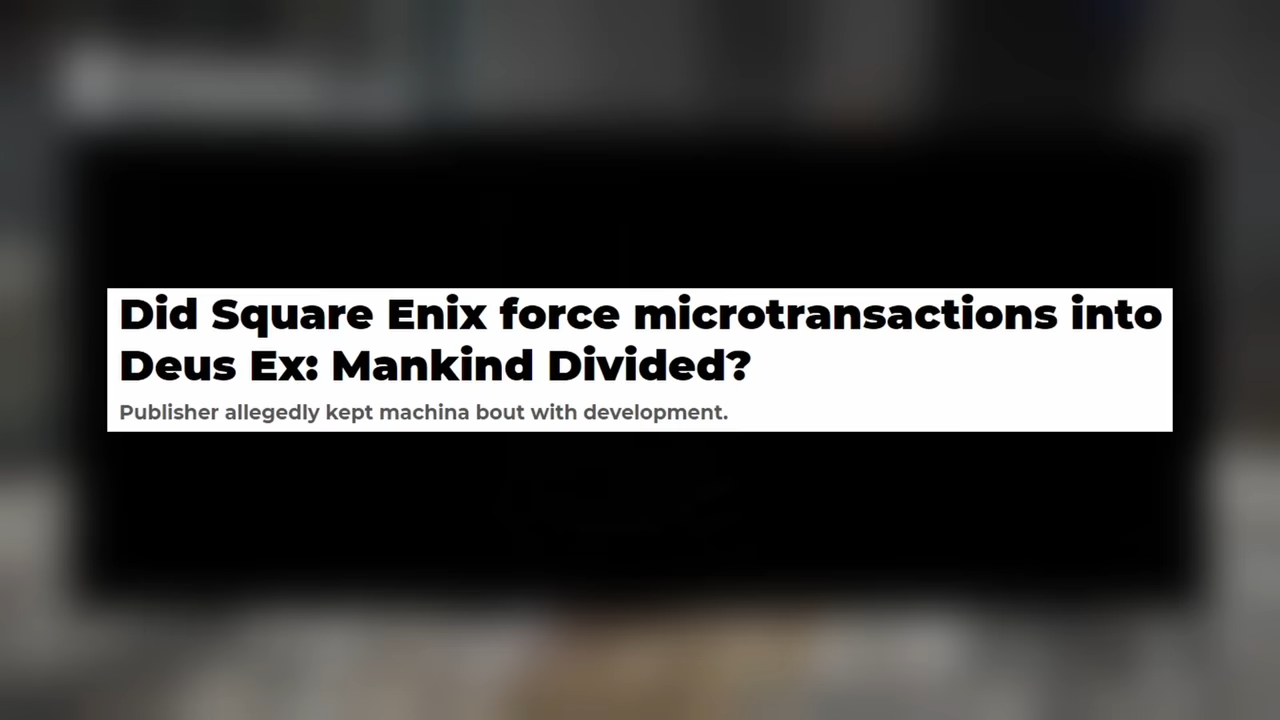 Did Square Enix force microtransactions into
Deus Ex: Mankind Divided?
Publisher allegedly kept machina bout with development.